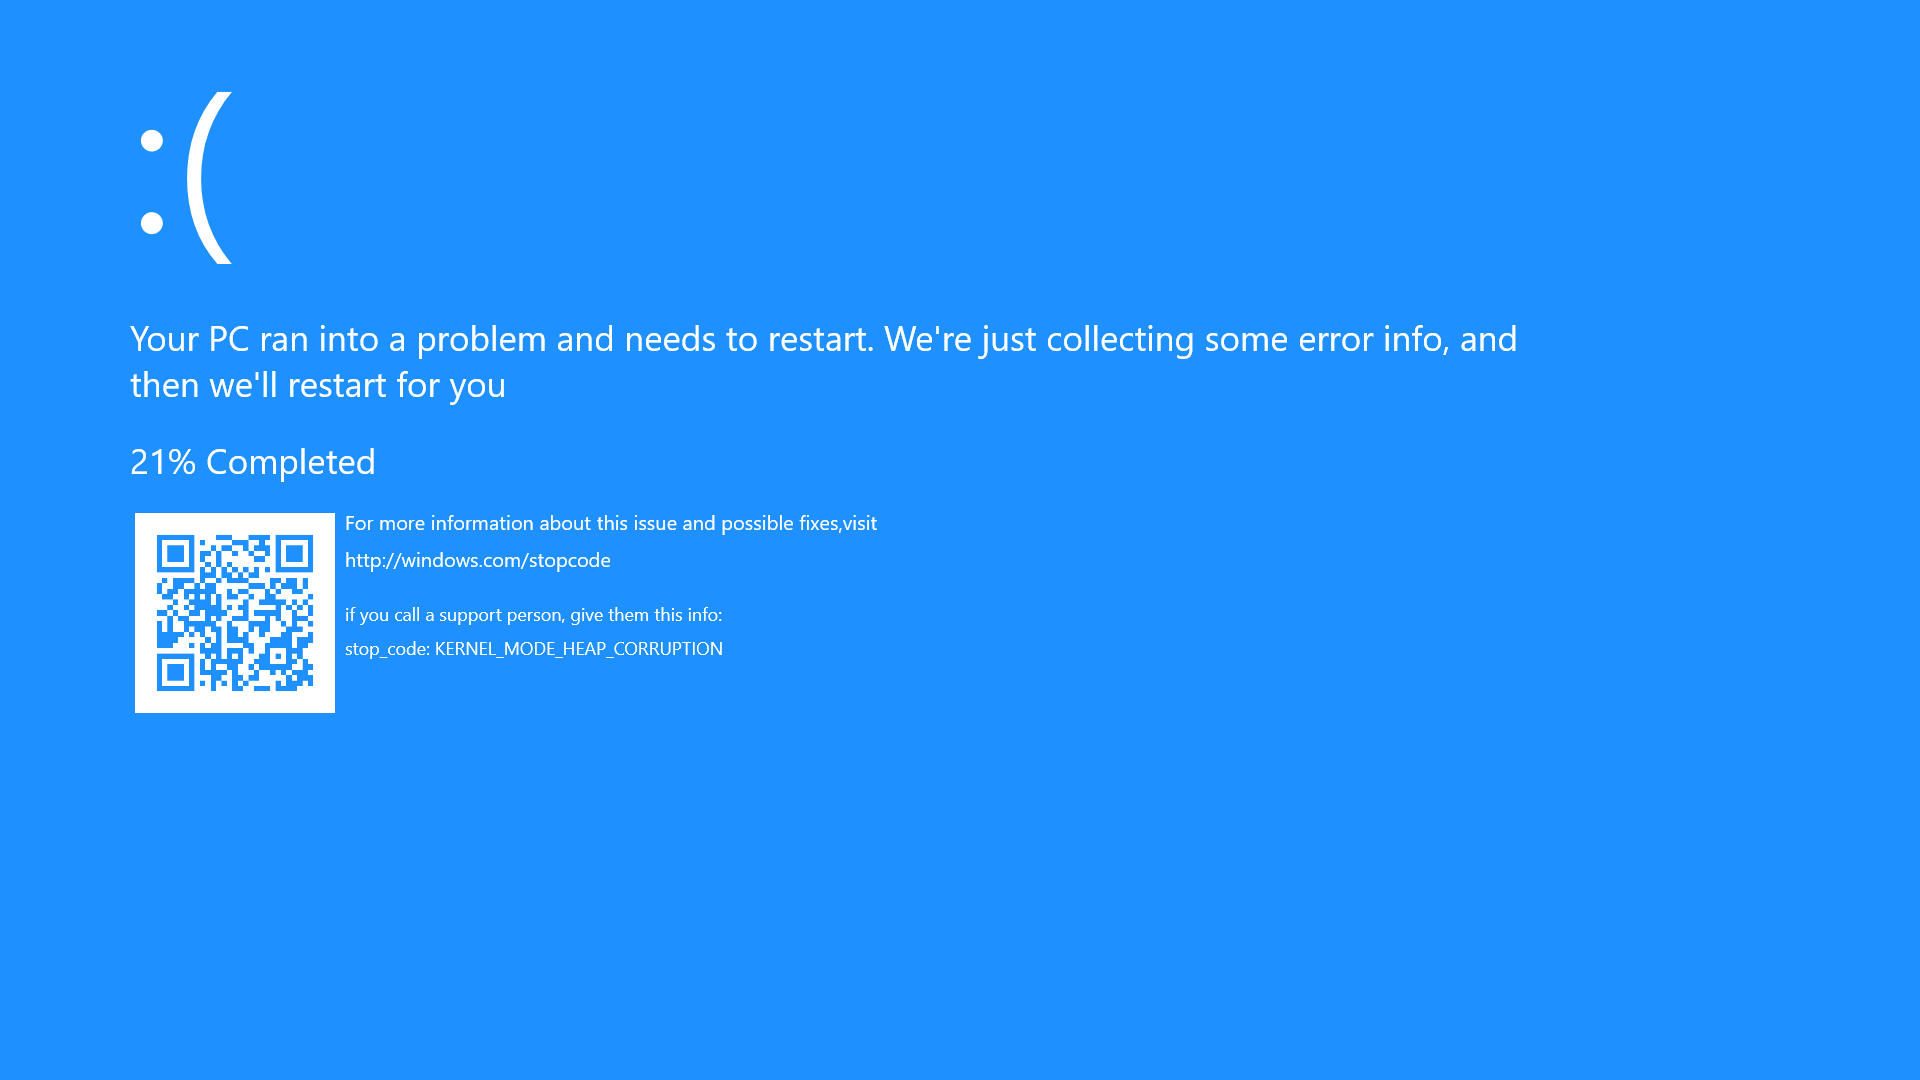 :(
Your PC ran into a problem and needs to restart. We're just collecting some error info, and
then we'll restart for you
21% Completed
For more information about this issue and possible fixes,visit
http://windows.com/stopcode
if you call a support person, give them this info:
stop_code: KERNEL_MODE_HEAP_CORRUPTION